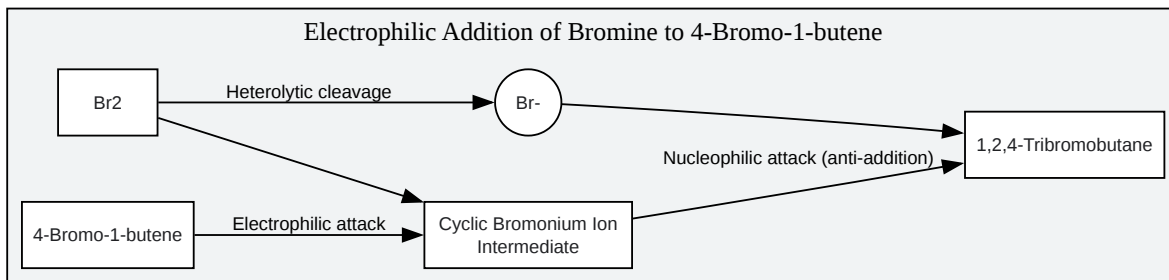 Electrophilic Addition of Bromine to 4-Bromo-1-butene
Br2
Heterolytic cleavage
Br-
1,2,4-Tribromobutane
Nucleophilic attack (anti-addition)
4-Bromo-1-butene
Electrophilic attack
Cyclic Bromonium Ion
Intermediate